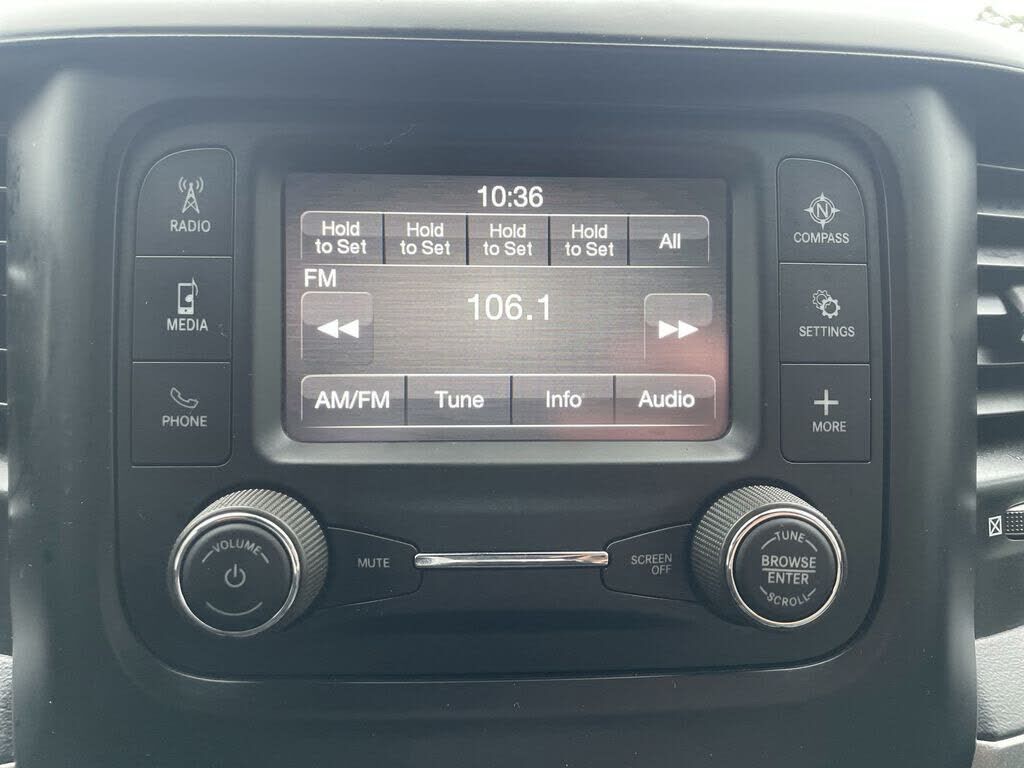 10:36
Hold to Set
Hold to Set
Hold to Set
Hold to Set
All
FM
106.1
AM/FM Tune Info Audio
RADIO
MEDIA
PHONE
N
COMPASS
SETTINGS
MORE
VOLUME
MUTE
SCREEN
OFF
TUNE
BROWSE
ENTER
SCROLL